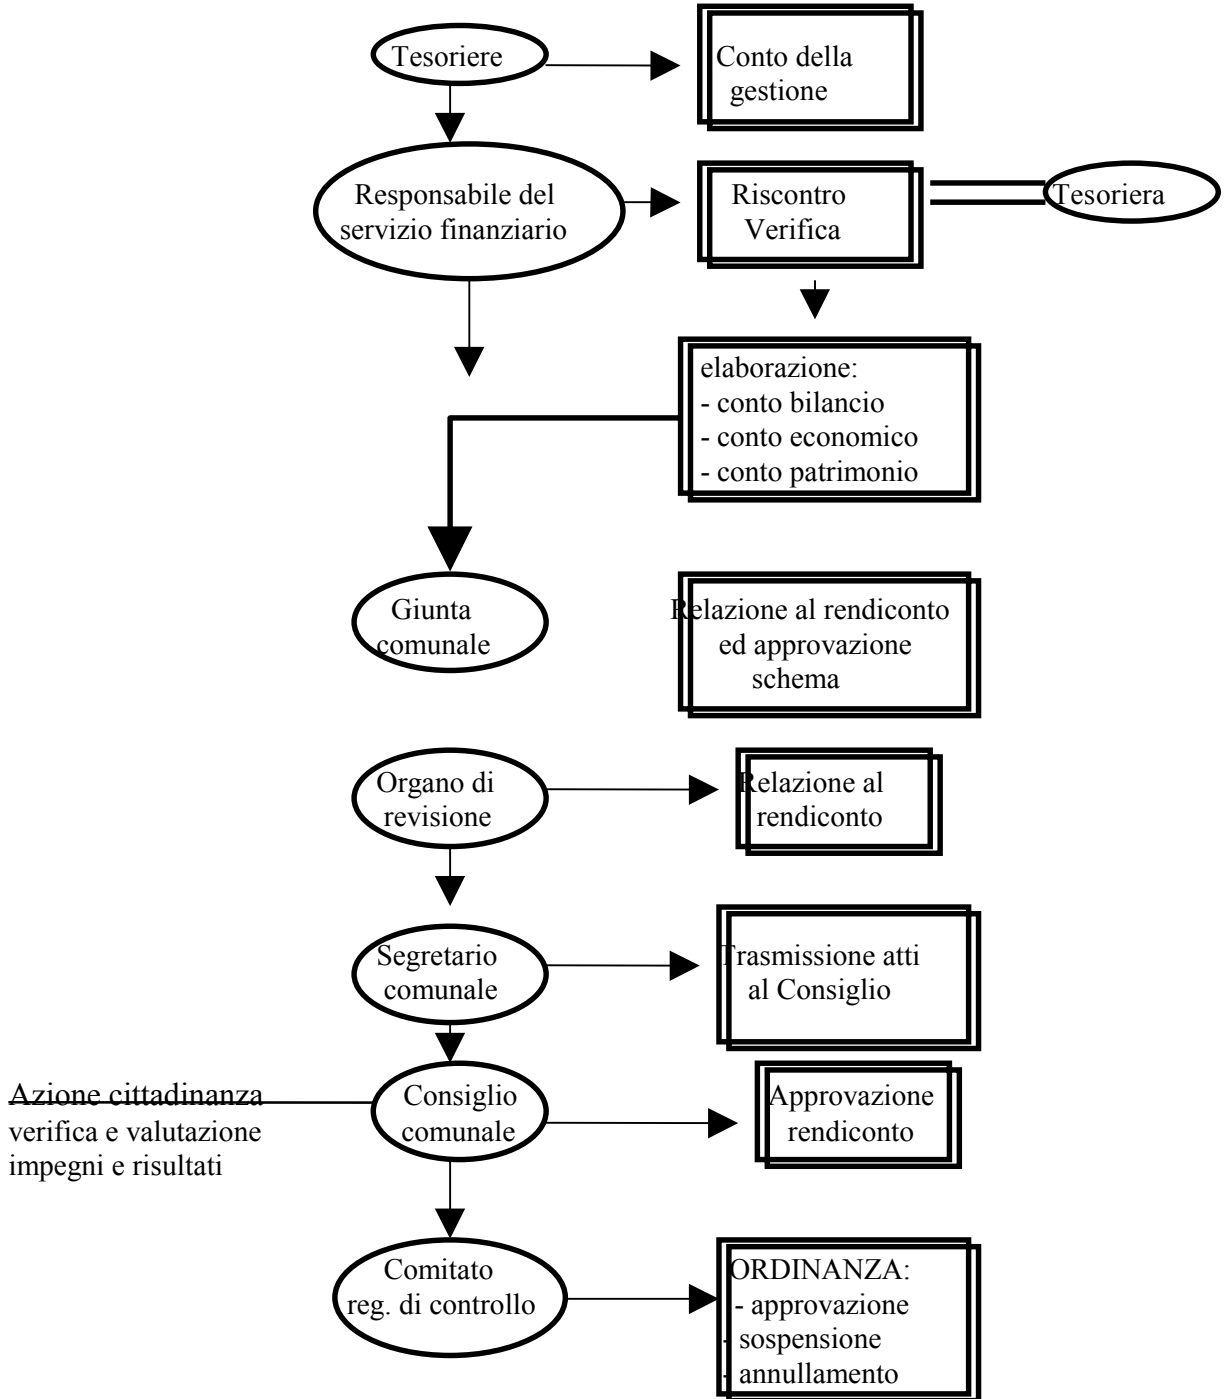 Tesoriere
Conto della
gestione
Responsabile del
servizio finanziario
Riscontro
Verifica
Tesoriera
elaborazione:
- conto bilancio
- conto economico
- conto patrimonio
Giunta
comunale
Relazione al rendiconto
ed approvazione
schema
Organo di
revisione
Relazione al
rendiconto
Segretario
comunale
Trasmissione atti
al Consiglio
Azione cittadinanza
verifica e valutazione
impegni e risultati
Consiglio
comunale
Approvazione
rendiconto
Comitato
reg. di controllo
ORDINANZA:
- approvazione
- sospensione
- annullamento